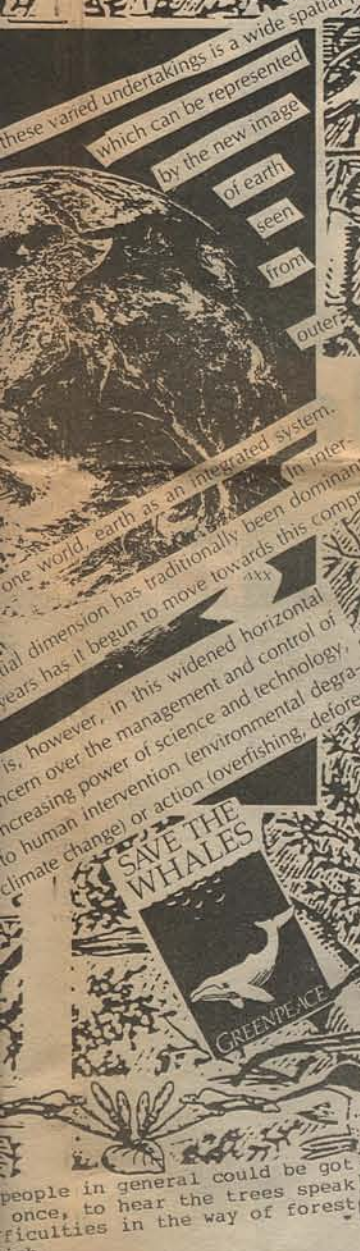 these varied undertakings is a wide spatial
which can be represented
by the new image
of earth
seen
from
outer
one world, earth as an integrated system.
In inter-
tial dimension has traditionally been dominan
years has it begun to move towards this comp
is, however, in this widened horizontal
ncern over the management and control of
ncreasing power of science and technology,
to human intervention (environmental degra
climate change) or action (overfishing, defore
SAVE THE
WHALES
GREENPEACE
people in general could be got
once, to hear the trees speak
fficulties in the way of forest